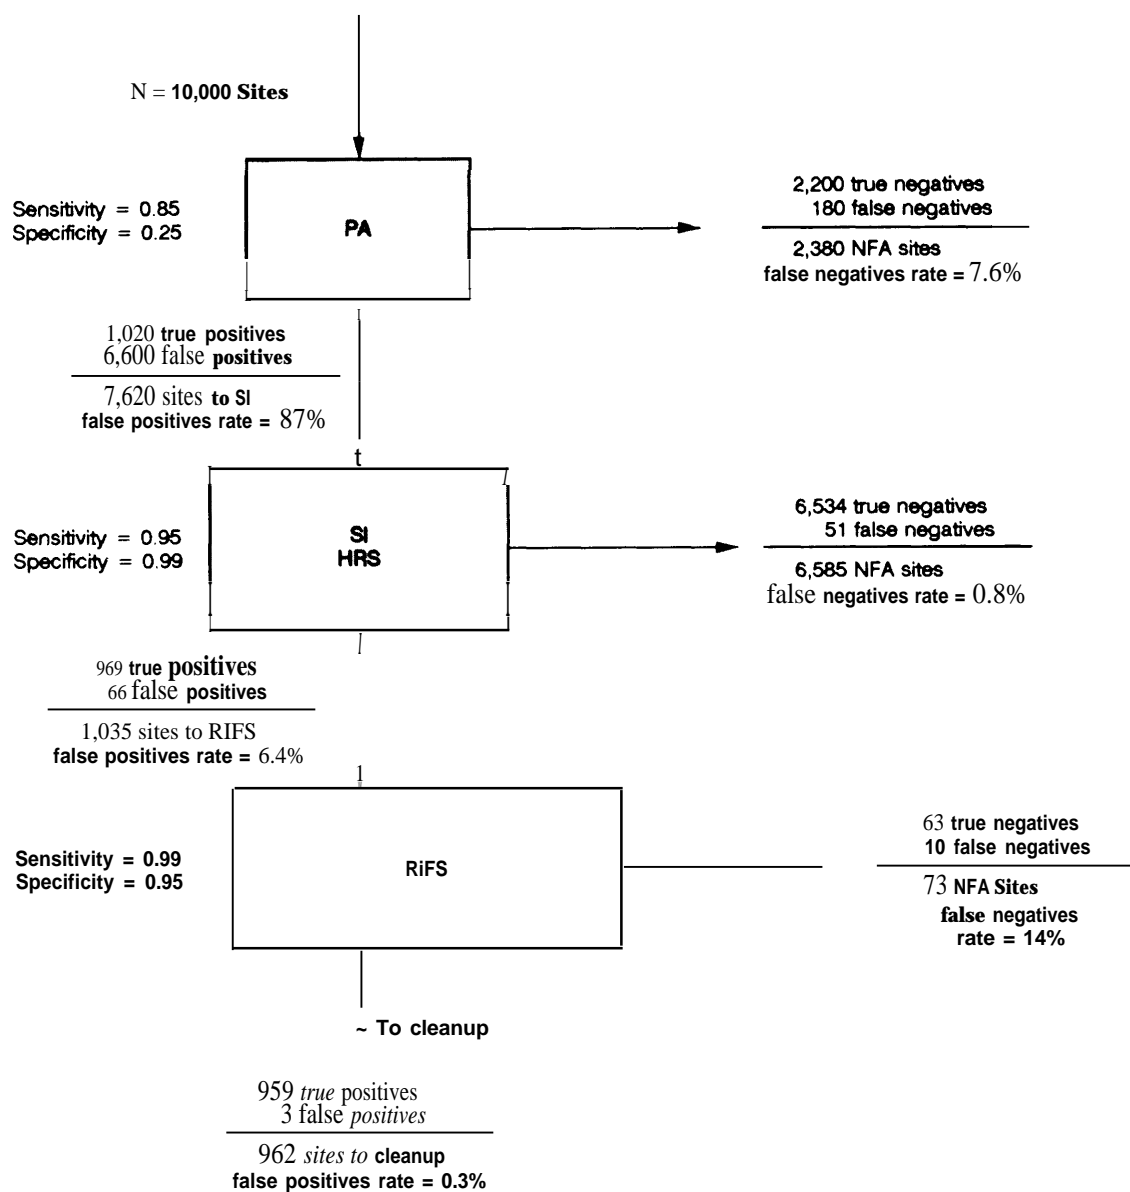 N = 10,000 Sites
Sensitivity = 0.85
Specificity = 0.25
PA
2,200 true negatives
180 false negatives
2,380 NFA sites
false negatives rate = 7.6%
1,020 true positives
6,600 false positives
7,620 sites to SI
false positives rate = 87%
t
Sensitivity = 0.95
Specificity = 0.99
SI
HRS
6,534 true negatives
51 false negatives
6,585 NFA sites
false negatives rate = 0.8%
969 true positives
66 false positives
1,035 sites to RIFS
false positives rate = 6.4%
1
Sensitivity = 0.99
Specificity = 0.95
RiFS
63 true negatives
10 false negatives
73 NFA Sites
false negatives
rate = 14%
~ To cleanup
959 true positives
3 false positives
962 sites to cleanup
false positives rate = 0.3%